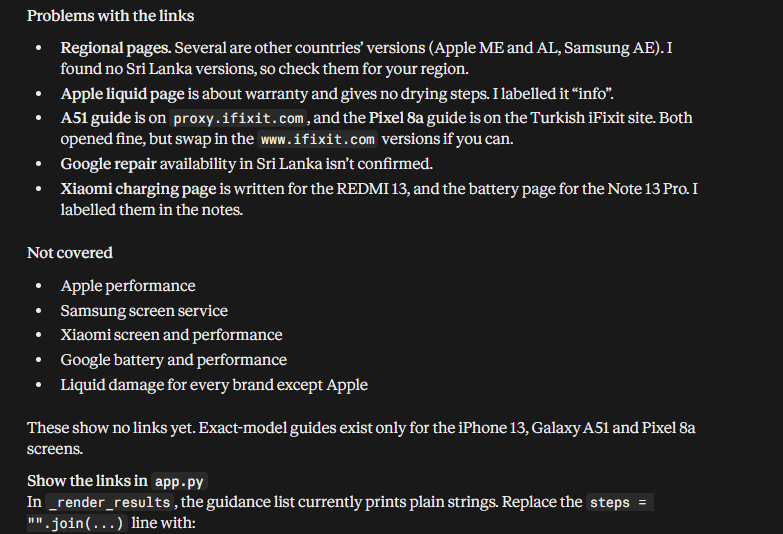 Problems with the links
• Regional pages. Several are other countries’ versions (Apple ME and AL, Samsung AE). I
found no Sri Lanka versions, so check them for your region.
• Apple liquid page is about warranty and gives no drying steps. I labelled it “info”.
• A51 guide is on proxy.ifixit.com, and the Pixel 8a guide is on the Turkish iFixit site. Both
opened fine, but swap in the www.ifixit.com versions if you can.
• Google repair availability in Sri Lanka isn’t confirmed.
• Xiaomi charging page is written for the REDMI 13, and the battery page for the Note 13 Pro. I
labelled them in the notes.
Not covered
• Apple performance
• Samsung screen service
• Xiaomi screen and performance
• Google battery and performance
• Liquid damage for every brand except Apple
These show no links yet. Exact-model guides exist only for the iPhone 13, Galaxy A51 and Pixel 8a
screens.
Show the links in app.py
In _render_results, the guidance list currently prints plain strings. Replace the steps =
"".join(...) line with: